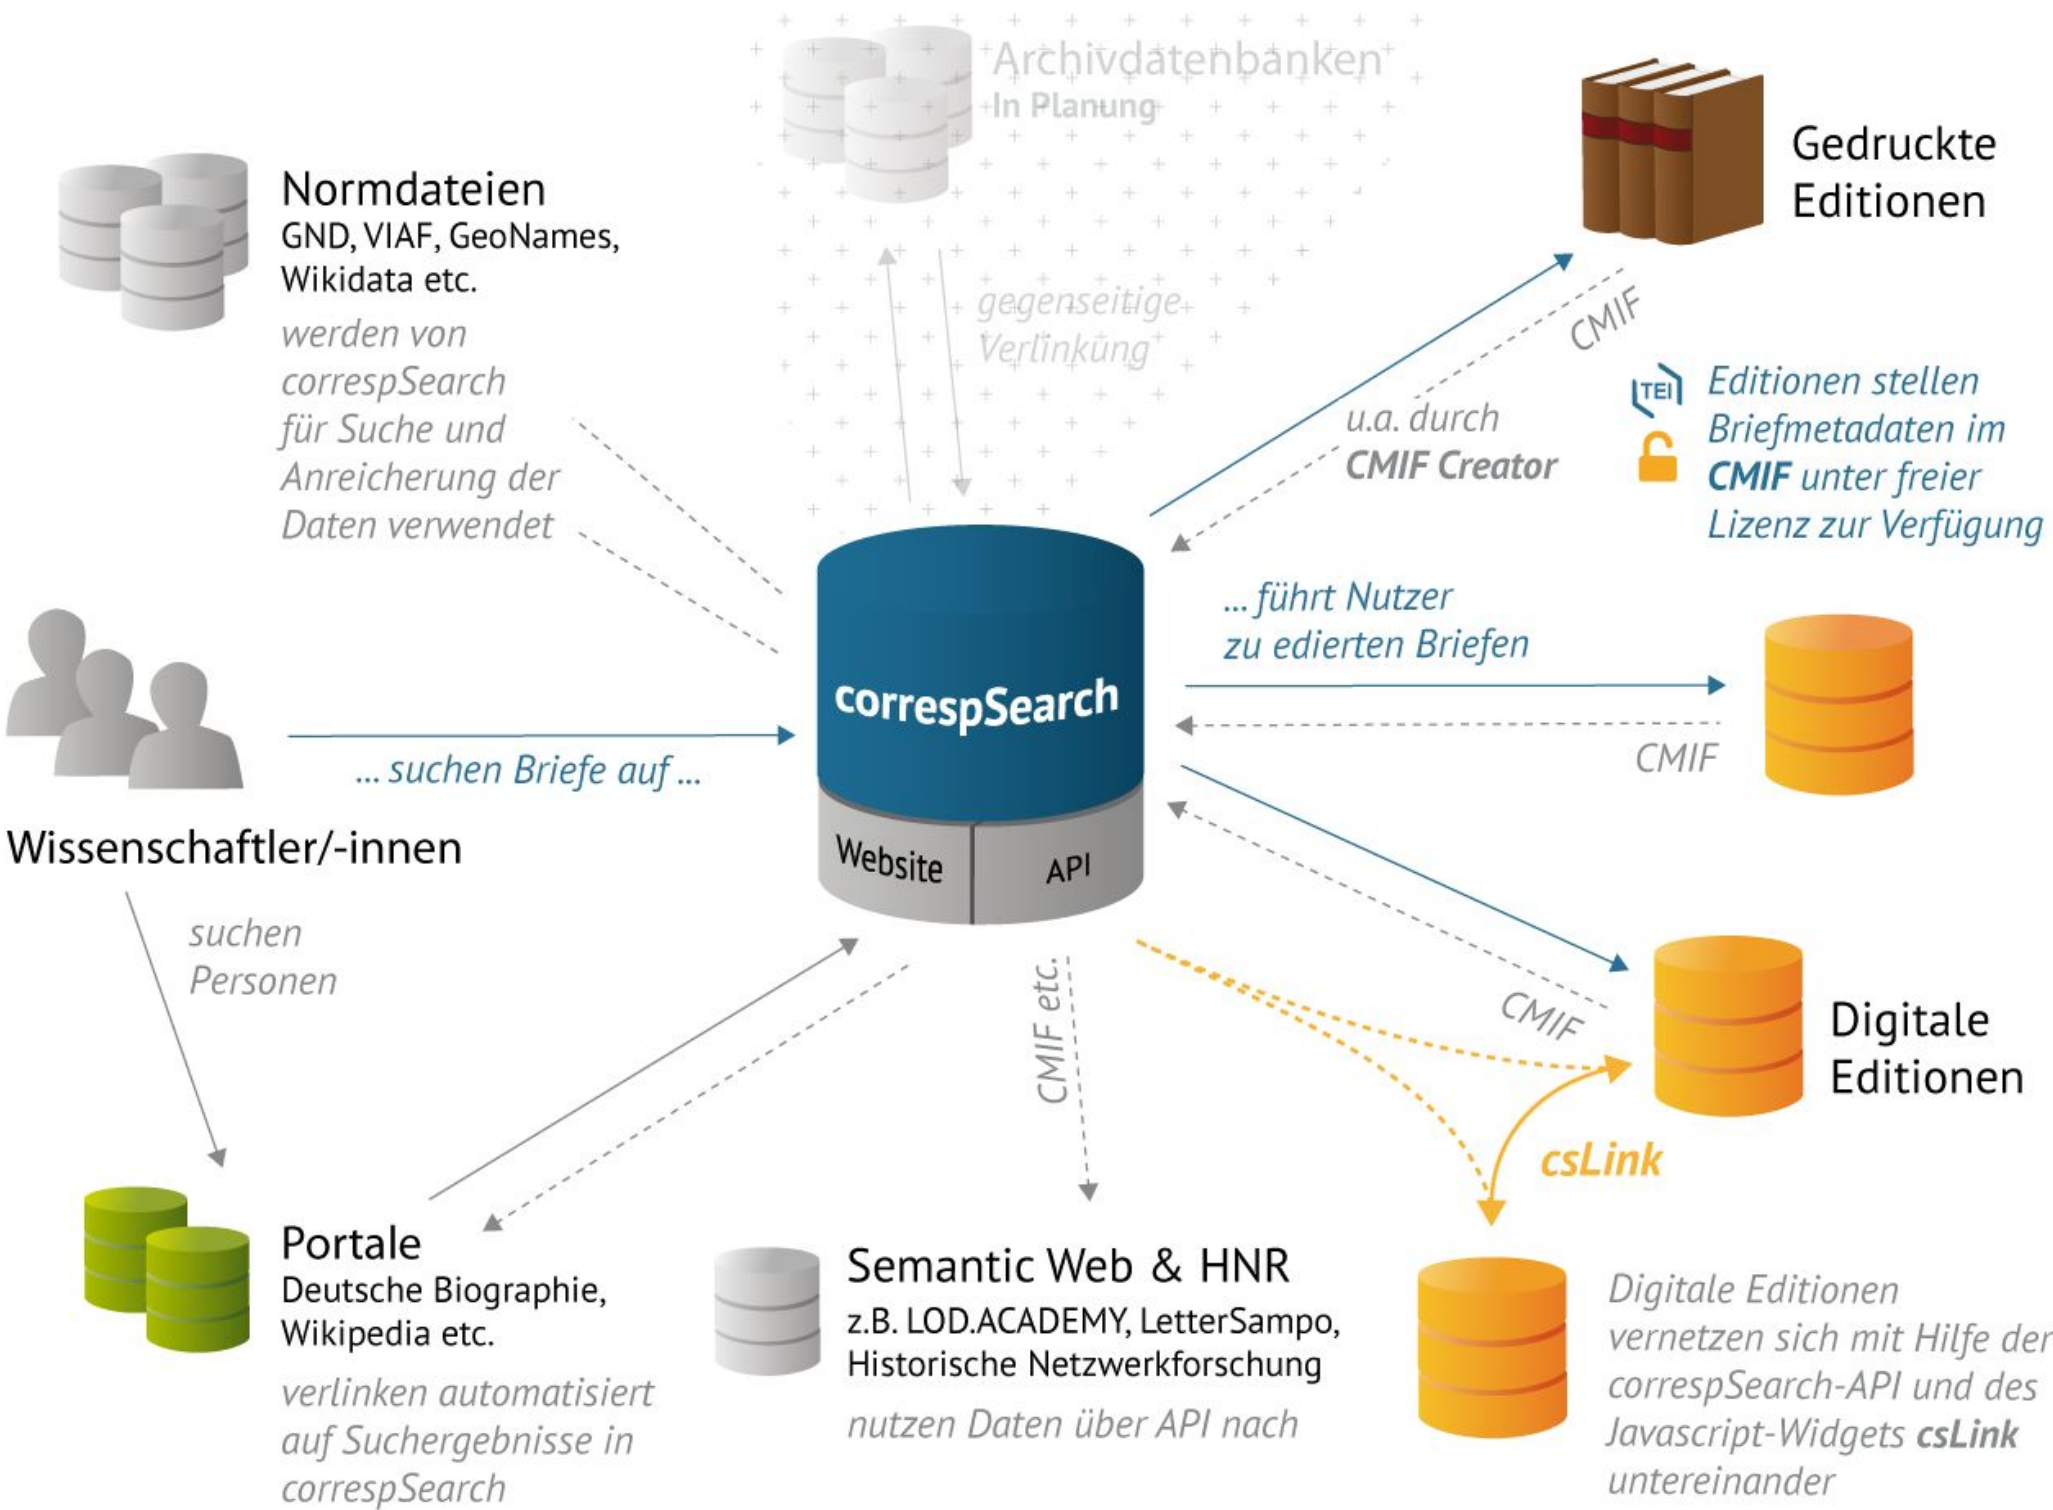 Archivdatenbanken
In Planung
gegenseitige
Verlinkung
Normdateien
GND, VIAF, GeoNames,
Wikidata etc.
werden von
correspSearch
für Suche und
Anreicherung der
Daten verwendet
Gedruckte
Editionen
CMIF
u.a. durch
CMIF Creator
TEI
Editionen stellen
Briefmetadaten im
CMIF unter freier
Lizenz zur Verfügung
... führt Nutzer
zu edierten Briefen
CMIF
correspSearch
Website
API
... suchen Briefe auf ...
Wissenschaftler/-innen
suchen
Personen
CMIF etc.
CMIF
Digitale
Editionen
csLink
Portale
Deutsche Biographie,
Wikipedia etc.
verlinken automatisiert
auf Suchergebnisse in
correspSearch
Semantic Web & HNR
z.B. LOD.ACADEMY, LetterSampo,
Historische Netzwerkforschung
nutzen Daten über API nach
Digitale Editionen
vernetzen sich mit Hilfe der
correspSearch-API und des
Javascript-Widgets csLink
untereinander